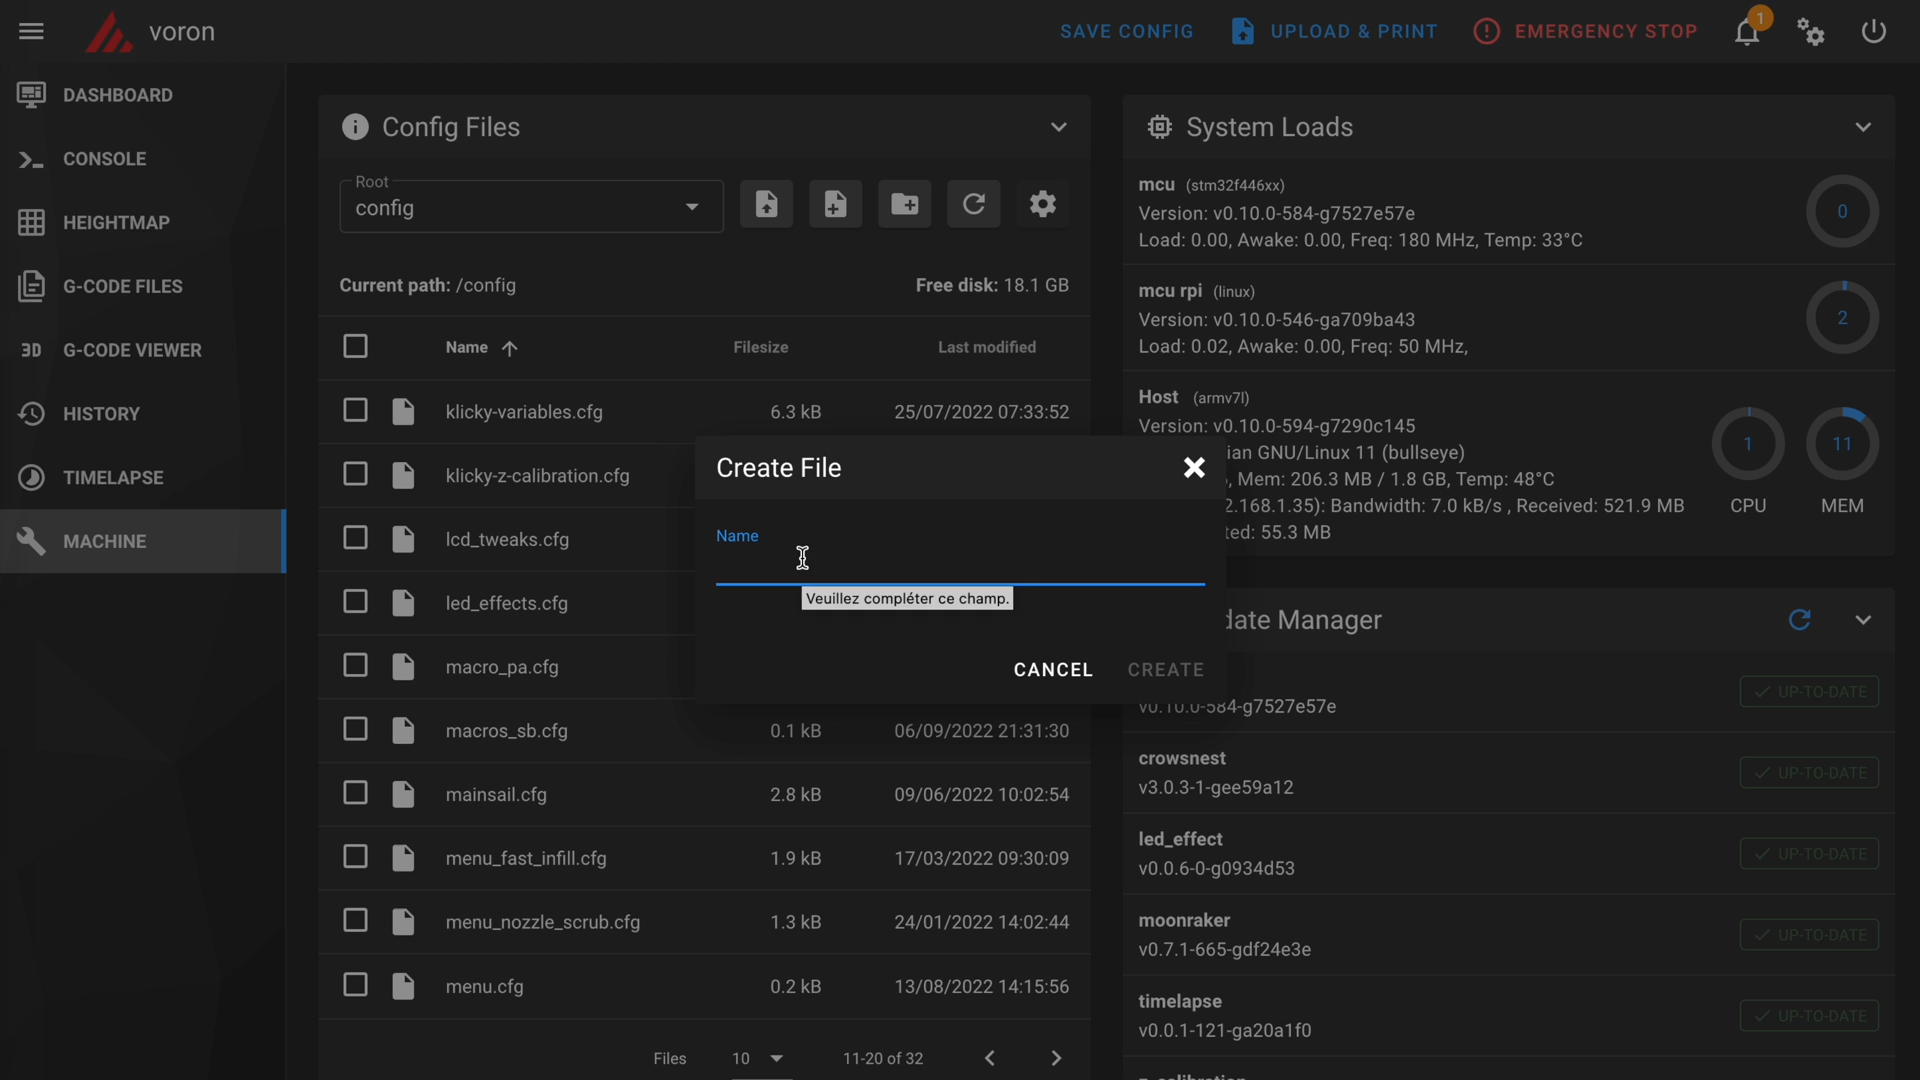 voron
SAVE CONFIG
UPLOAD & PRINT
EMERGENCY STOP
1
DASHBOARD
CONSOLE
HEIGHTMAP
G-CODE FILES
3D G-CODE VIEWER
HISTORY
TIMELAPSE
MACHINE
Config Files
Root
config
Current path: /config
Free disk: 18.1 GB
Name Filesize Last modified
klicky-variables.cfg 6.3 kB 25/07/2022 07:33:52
klicky-z-calibration.cfg
lcd_tweaks.cfg
led_effects.cfg
macro_pa.cfg
macros_sb.cfg 0.1 kB 06/09/2022 21:31:30
mainsail.cfg 2.8 kB 09/06/2022 10:02:54
menu_fast_infill.cfg 1.9 kB 17/03/2022 09:30:09
menu_nozzle_scrub.cfg 1.3 kB 24/01/2022 14:02:44
menu.cfg 0.2 kB 13/08/2022 14:15:56
Files 10 11-20 of 32
Create File
Name
Veuillez compléter ce champ.
CANCEL CREATE
System Loads
mcu (stm32f446xx)
Version: v0.10.0-584-g7527e57e
Load: 0.00, Awake: 0.00, Freq: 180 MHz, Temp: 33°C
0
mcu rpi (linux)
Version: v0.10.0-546-ga709ba43
Load: 0.02, Awake: 0.00, Freq: 50 MHz,
2
Host (armv7l)
Version: v0.10.0-594-g7290c145
ian GNU/Linux 11 (bullseye)
, Mem: 206.3 MB / 1.8 GB, Temp: 48°C
2.168.1.35): Bandwidth: 7.0 kB/s , Received: 521.9 MB
ted: 55.3 MB
1 11
CPU MEM
date Manager
v0.10.0-584-g7527e57e
UP-TO-DATE
crowsnest
v3.0.3-1-gee59a12
UP-TO-DATE
led_effect
v0.0.6-0-g0934d53
UP-TO-DATE
moonraker
v0.7.1-665-gdf24e3e
UP-TO-DATE
timelapse
v0.0.1-121-ga20a1f0
UP-TO-DATE